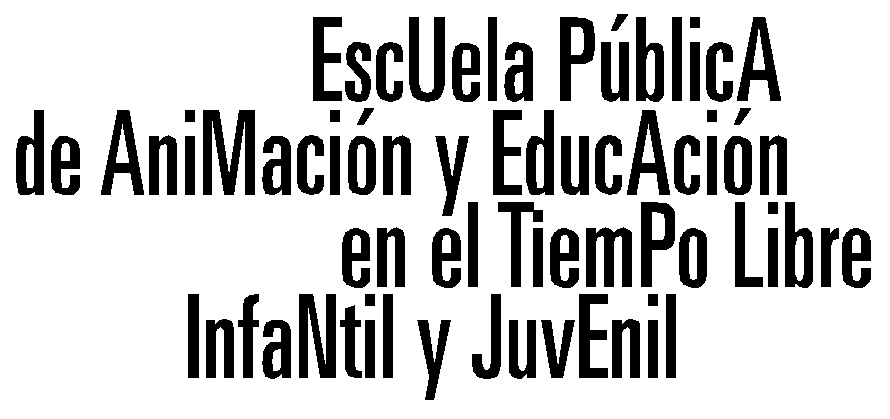 EscUela PúblicA
de AniMación y EducAción
en el TiemPo Libre
InfaNtil y JuvEnil